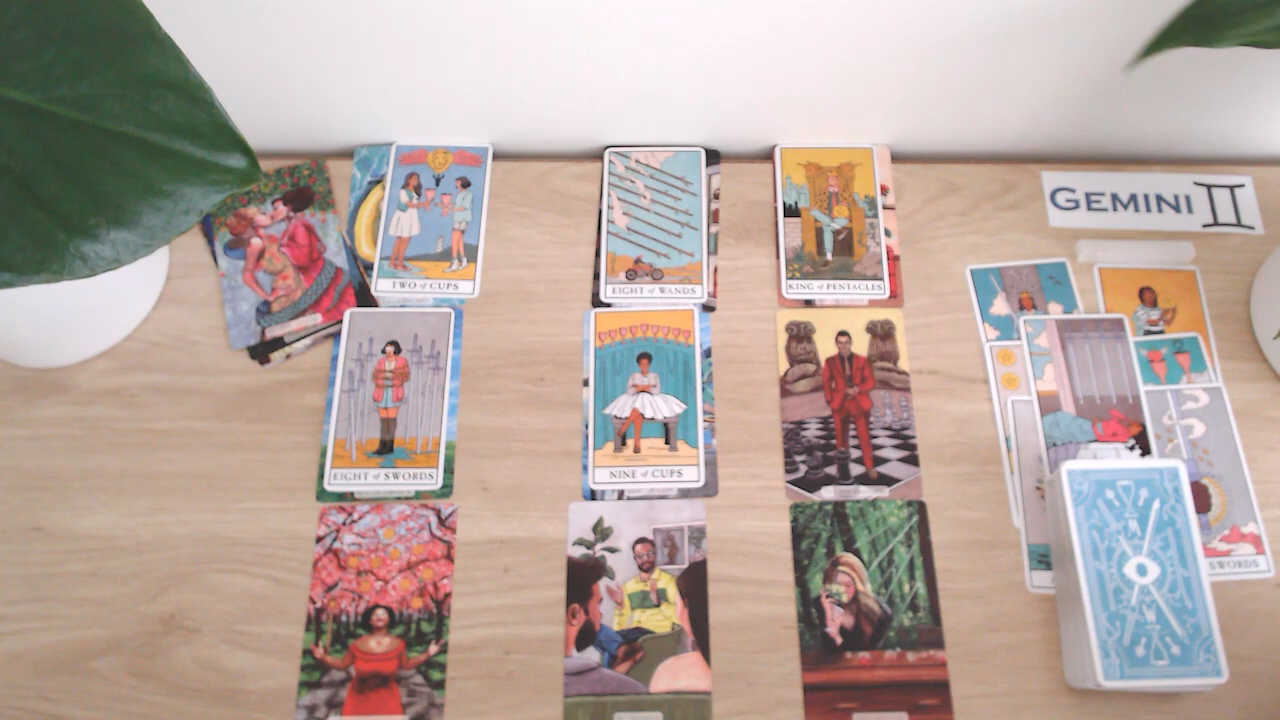 GEMINI
TWO of CUPS
EIGHT of WANDS
KING of PENTACLES
EIGHT of SWORDS
NINE of CUPS
SWORDS